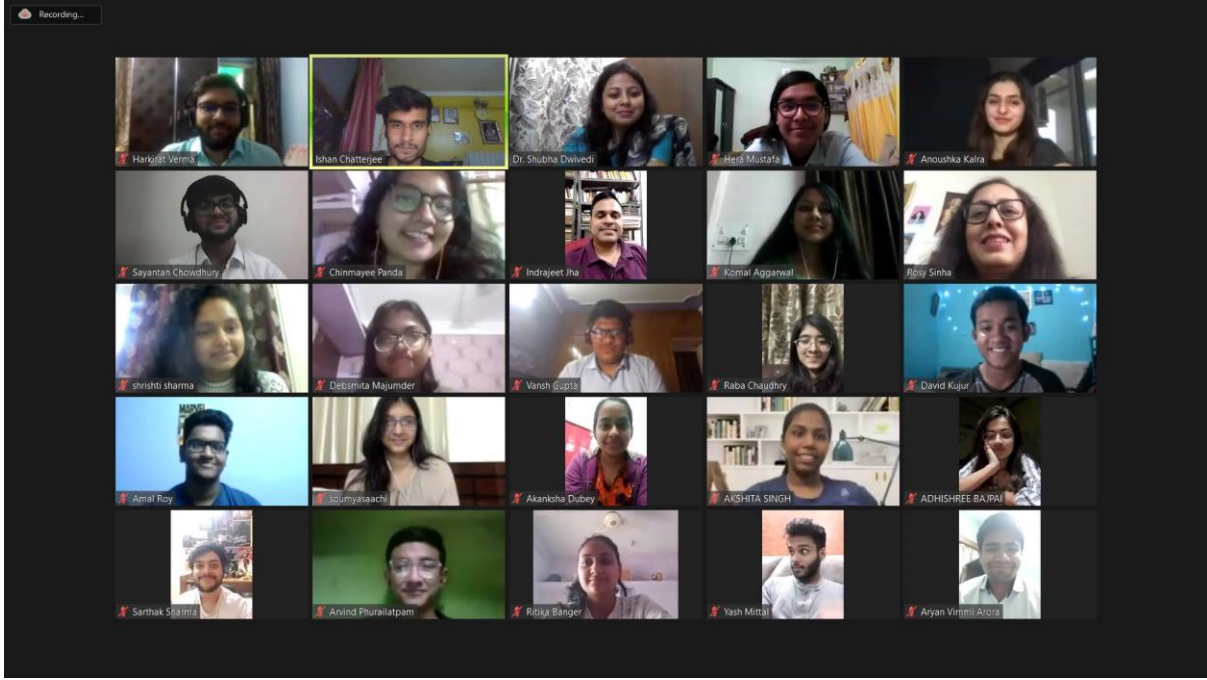 Recording...
Harkirat Verma
Ishan Chatterjee
Dr. Shubha Dwivedi
Hera Mustafa
Anoushka Kalra
Sayantan Chowdhury
Chinmayee Panda
Indrajeet Jha
Komal Aggarwal
Rosy Sinha
shrishti sharma
Debsmita Majumder
Vansh Gupta
Raba Chaudhry
David Kujur
MARVEL
Amal Roy
soumyasaachi
Akanksha Dubey
AKSHITA SINGH
ADHISHREE BAJPAI
Sarthak Sharma
Arvind Phurailatpam
Ritika Banger
Yash Mittal
Aryan Vimmi Arora